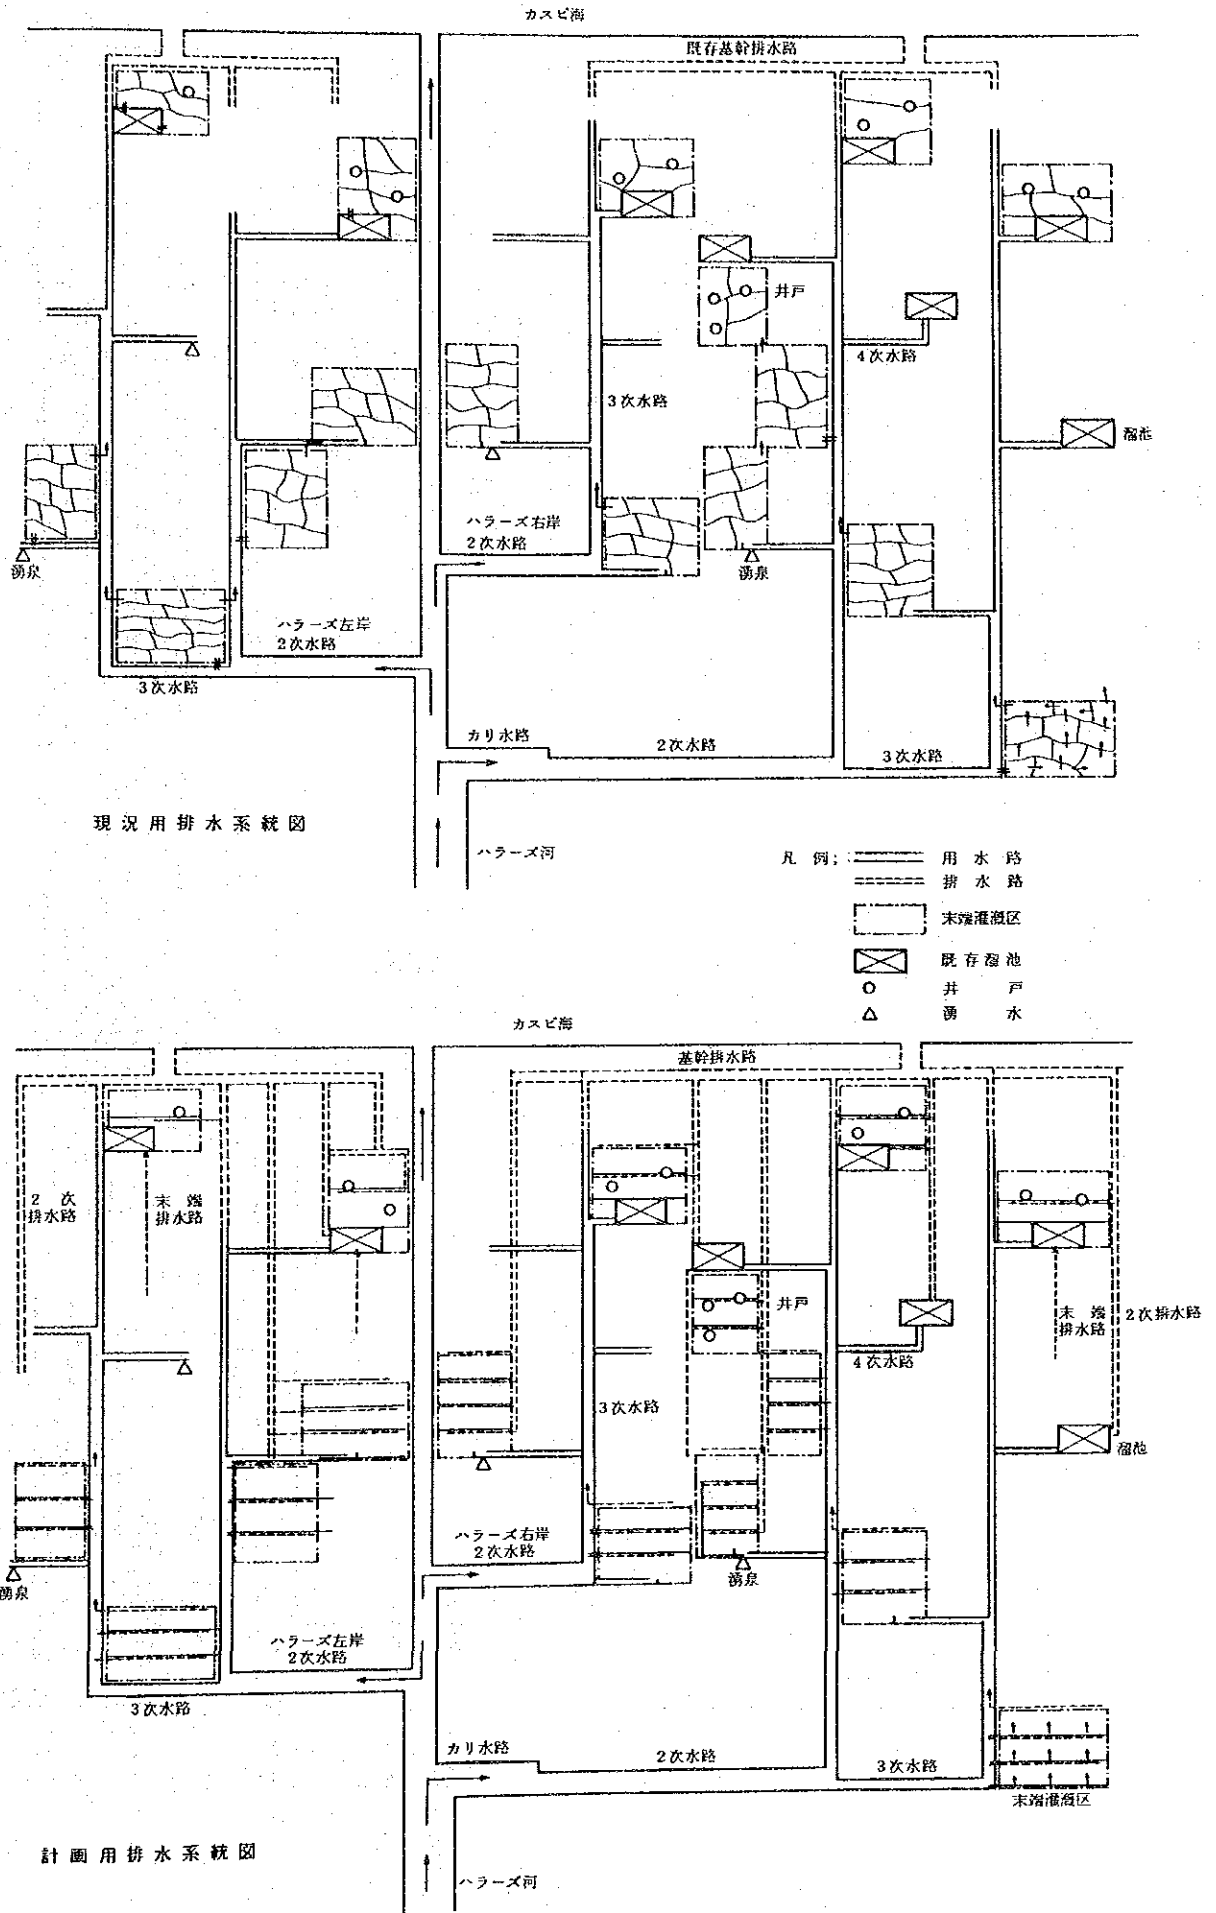 カスピ海
既存基幹排水路
井戸
4次水路
3次水路
溜池
ハラーズ右岸
2次水路
湧泉
湧泉
ハラーズ左岸
2次水路
3次水路
カリ水路
2次水路
3次水路
現況用排水系統図
ハラーズ河
凡例; 用水路
排水路
末端灌漑区
既存溜池
井戸
湧水
カスピ海
基幹排水路
2次
排水路
末端
排水路
井戸
末端
排水路
2次排水路
4次水路
3次水路
溜池
ハラーズ右岸
2次水路
湧泉
湧泉
ハラーズ左岸
2次水路
3次水路
カリ水路
2次水路
3次水路
末端灌漑区
計画用排水系統図
ハラーズ河